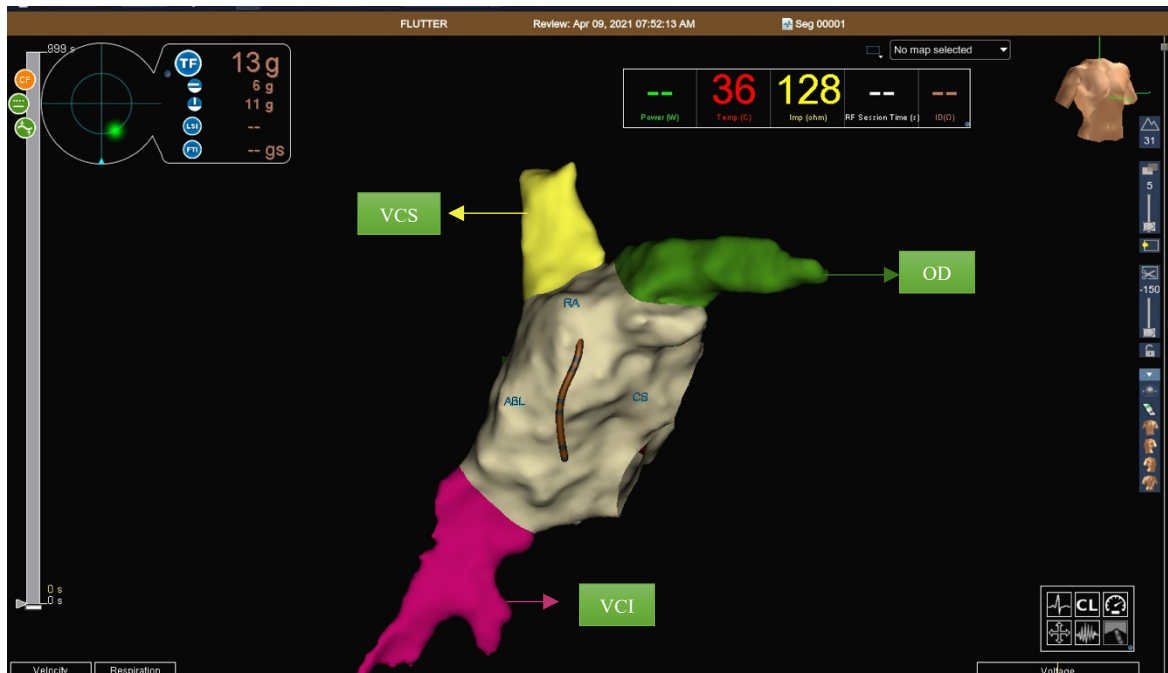 FLUTTER
Review: Apr 09, 2021 07:52:13 AM
Seg 00001
999 s
No map selected
CF
TF 13 g
6 g
11 g
LSI --
FTI -- gs
-- 36 128 -- --
Power (W) Temp (C) Imp (ohm) RF Session Time (s) ID(Ω)
31
5
-150
VCS
OD
RA
ABL
CS
VCI
0 s
0 s
CL
Velocity
Respiration
Voltage